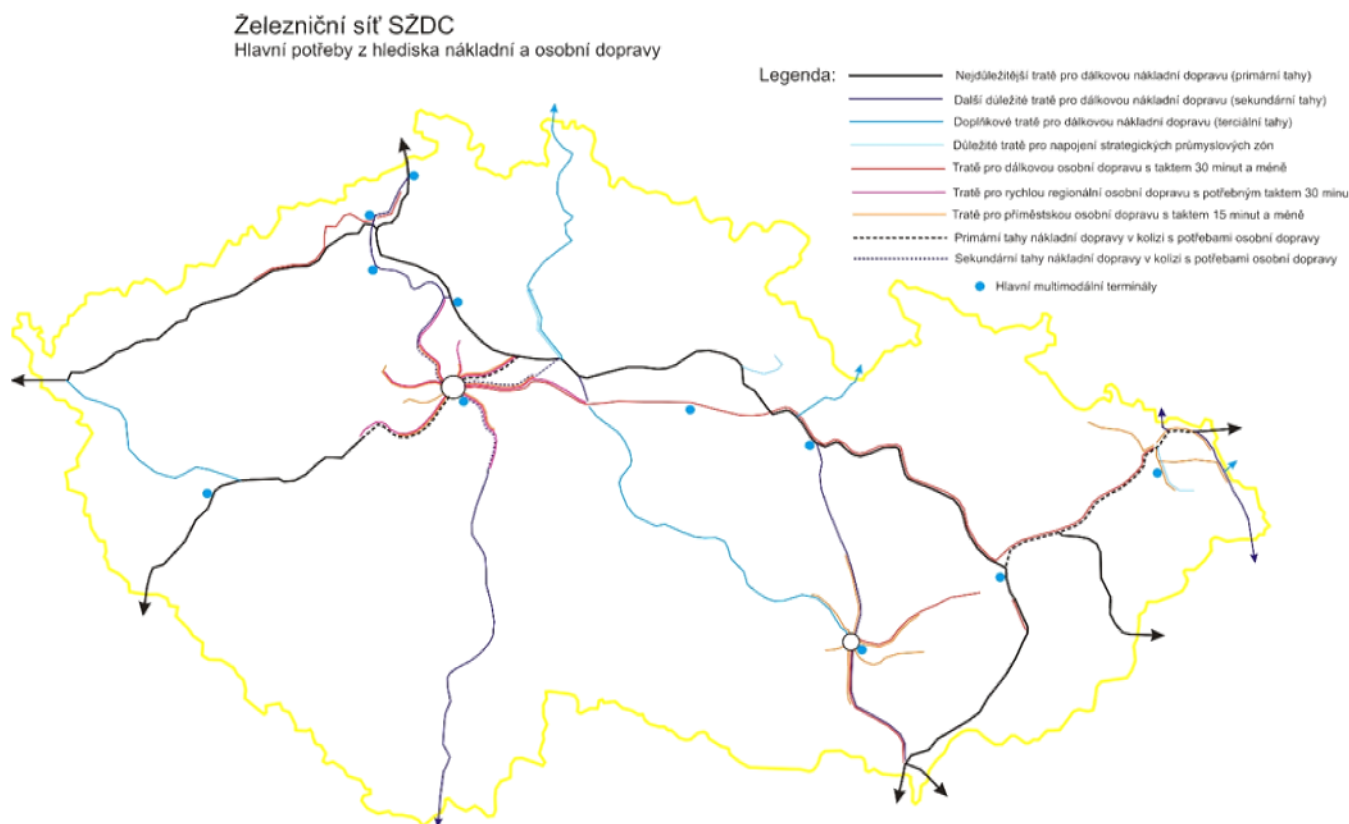 Železniční síť SŽDC
Hlavní potřeby z hlediska nákladní a osobní dopravy
Legenda:
Nejdůležitější tratě pro dálkovou nákladní dopravu (primární tahy)
Další důležité tratě pro dálkovou nákladní dopravu (sekundární tahy)
Doplňkové tratě pro dálkovou nákladní dopravu (terciální tahy)
Důležité tratě pro napojení strategických průmyslových zón
Tratě pro dálkovou osobní dopravu s taktem 30 minut a méně
Tratě pro rychlou regionální osobní dopravu s potřebným taktem 30 minu
Tratě pro příměstskou osobní dopravu s taktem 15 minut a méně
Primární tahy nákladní dopravy v kolizi s potřebami osobní dopravy
Sekundární tahy nákladní dopravy v kolizi s potřebami osobní dopravy
Hlavní multimodální terminály